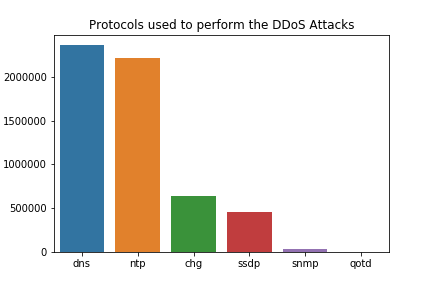 Protocols used to perform the DDoS Attacks
2000000
1500000
1000000
500000
0
dns ntp chg ssdp snmp qotd